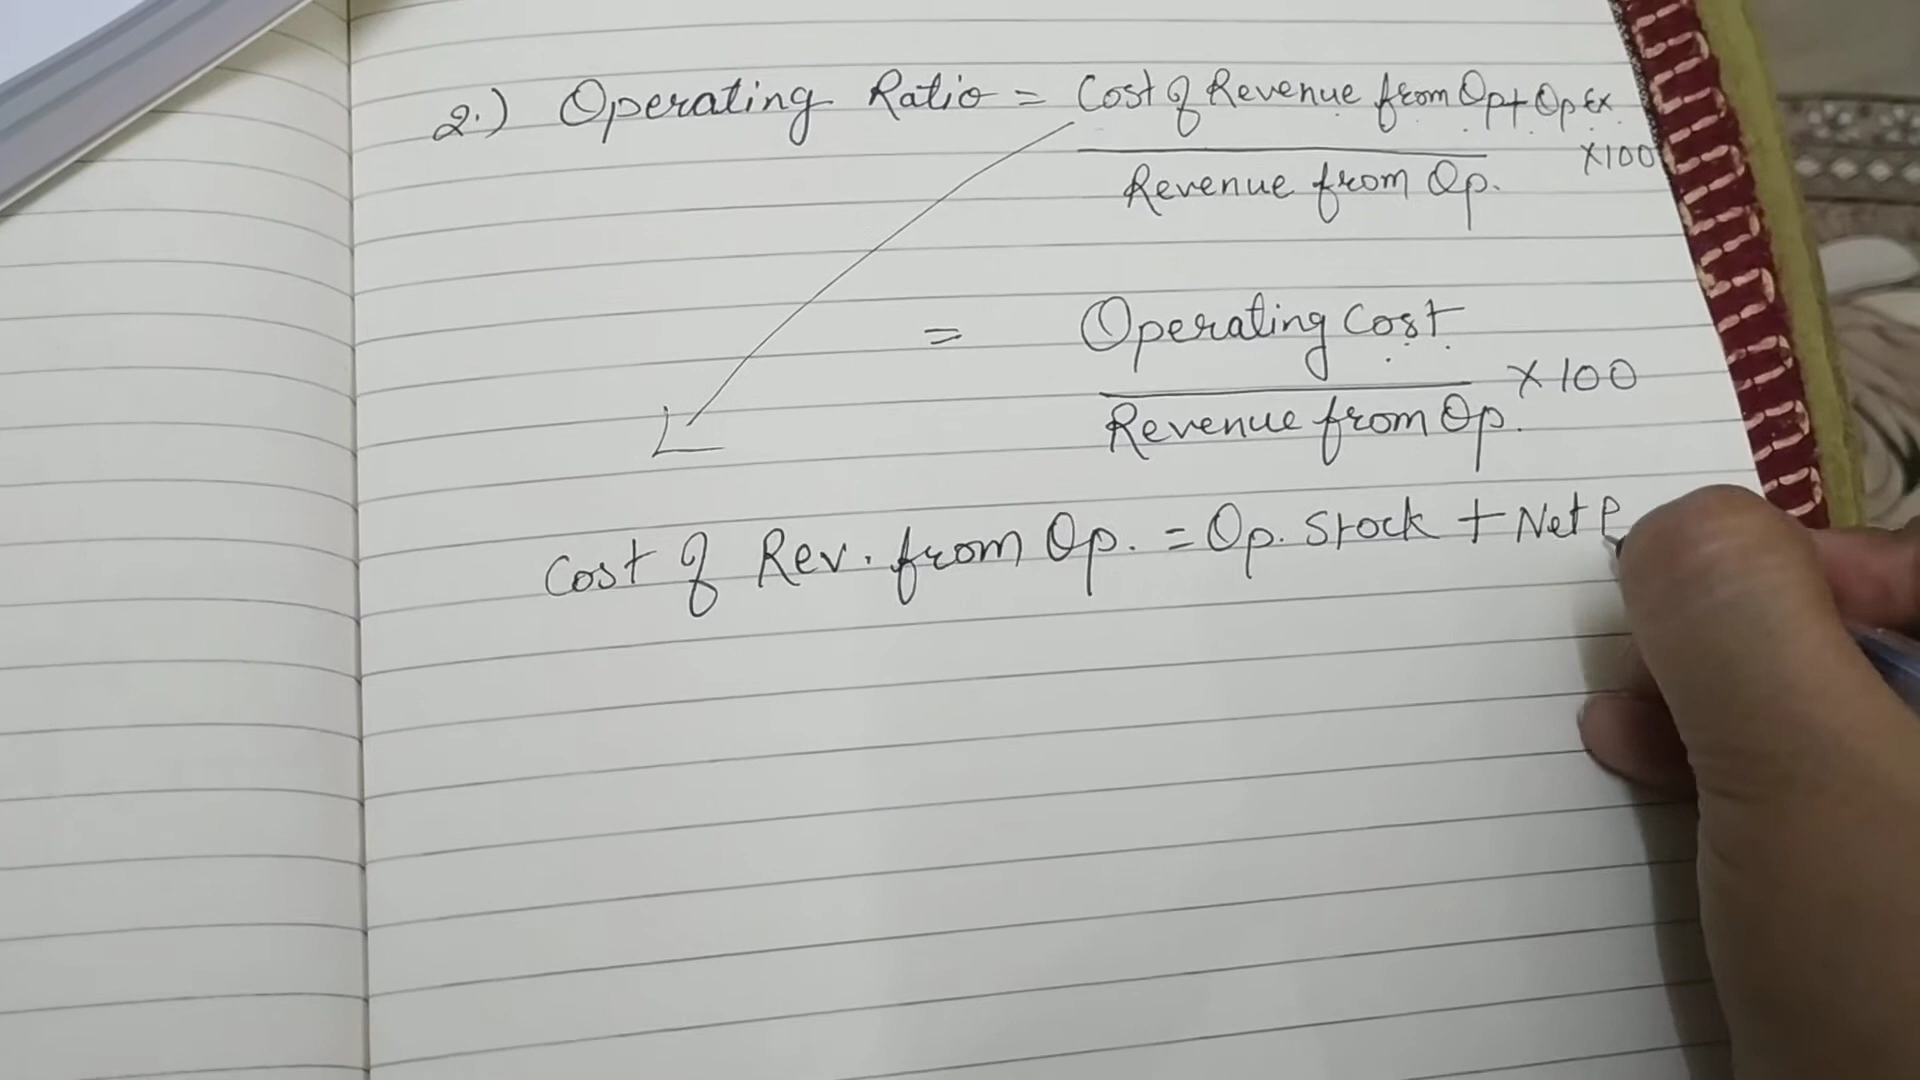 2.) Operating Ratio = Cost of Revenue from Op + Op Ex
X100
Revenue from Op.
= Operating Cost
X 100
Revenue from Op.
Cost of Rev. from Op. = Op. Stock + Net P